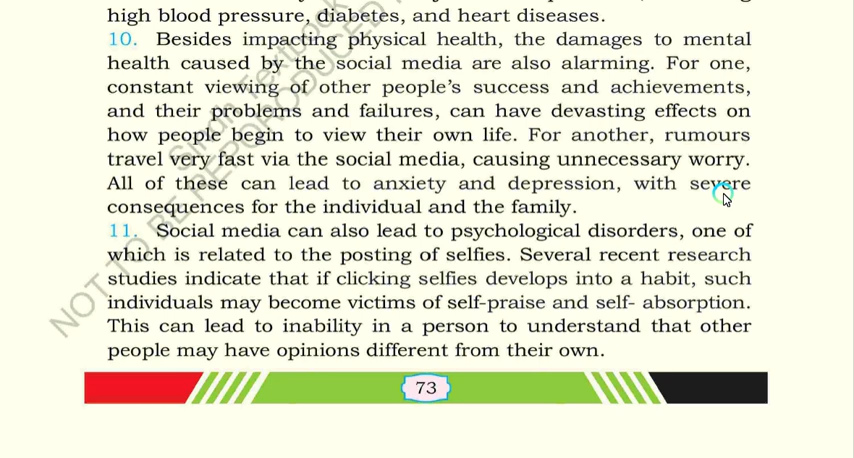 high blood pressure, diabetes, and heart diseases.
10. Besides impacting physical health, the damages to mental
health caused by the social media are also alarming. For one,
constant viewing of other people's success and achievements,
and their problems and failures, can have devasting effects on
how people begin to view their own life. For another, rumours
travel very fast via the social media, causing unnecessary worry.
All of these can lead to anxiety and depression, with severe
consequences for the individual and the family.
11. Social media can also lead to psychological disorders, one of
which is related to the posting of selfies. Several recent research
studies indicate that if clicking selfies develops into a habit, such
individuals may become victims of self-praise and self- absorption.
This can lead to inability in a person to understand that other
people may have opinions different from their own.
73